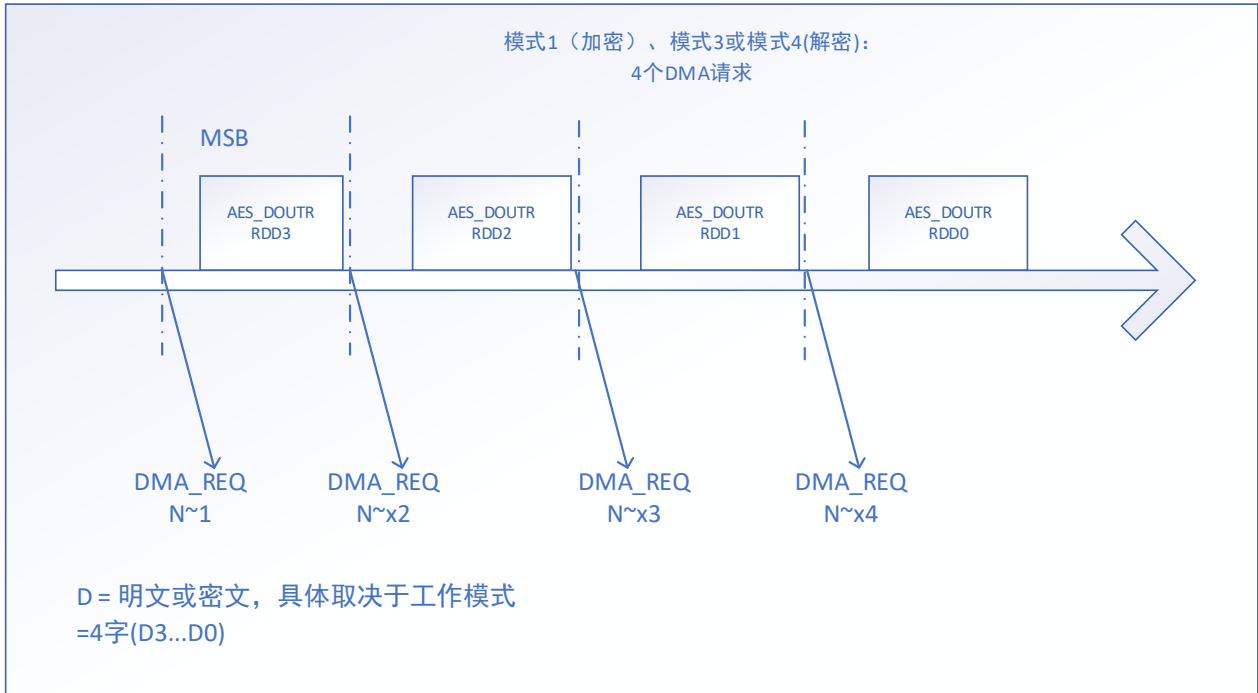 模式1（加密）、模式3或模式4(解密)：
4个DMA请求
MSB
AES_DOUTR
RDD3
AES_DOUTR
RDD2
AES_DOUTR
RDD1
AES_DOUTR
RDD0
DMA_REQ
N~1
DMA_REQ
N~x2
DMA_REQ
N~x3
DMA_REQ
N~x4
D = 明文或密文，具体取决于工作模式
=4字(D3...D0)